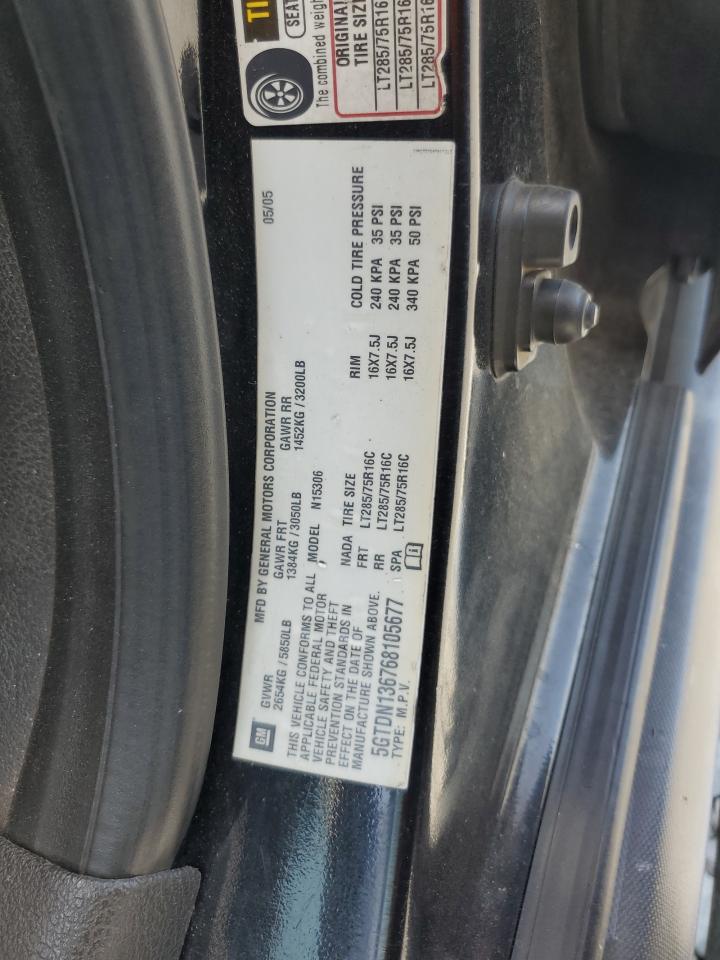 TI
SEAT
The combined weigh
ORIGINAL
TIRE SIZE
LT285/75R16
LT285/75R16
LT285/75R16
GM
MFD BY GENERAL MOTORS CORPORATION
05/05
GVWR GAWR FRT GAWR RR
2654KG/5850LB 1384KG/3050LB 1452KG/3200LB
THIS VEHICLE CONFORMS TO ALL
APPLICABLE FEDERAL MOTOR
VEHICLE SAFETY AND THEFT
PREVENTION STANDARDS IN
EFFECT ON THE DATE OF
MANUFACTURE SHOWN ABOVE.
5GTDN136768105677
TYPE: M.P.V.
MODEL N15306
NADA TIRE SIZE RIM COLD TIRE PRESSURE
FRT LT285/75R16C 16X7.5J 240 KPA 35 PSI
RR LT285/75R16C 16X7.5J 240 KPA 35 PSI
SPA LT285/75R16C 16X7.5J 340 KPA 50 PSI